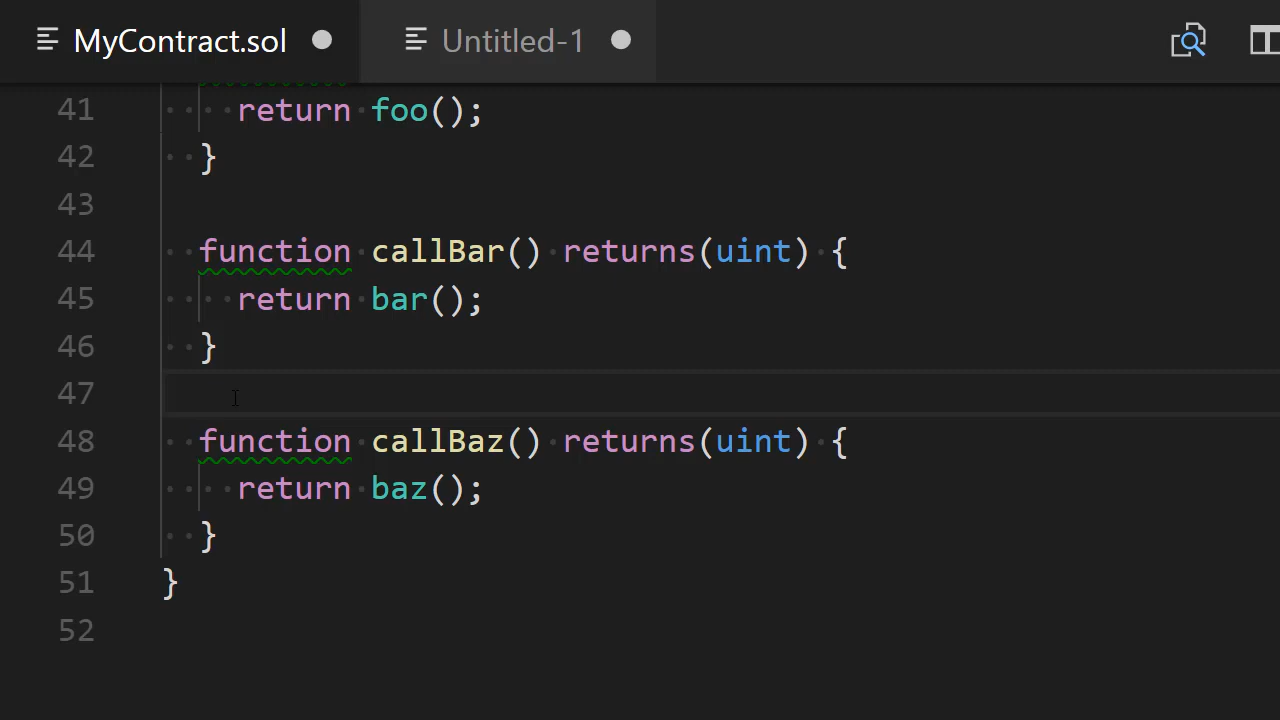 MyContract.sol Untitled-1
41 return foo();
42 }
43
44 function callBar() returns(uint) {
45 return bar();
46 }
47
48 function callBaz() returns(uint) {
49 return baz();
50 }
51 }
52